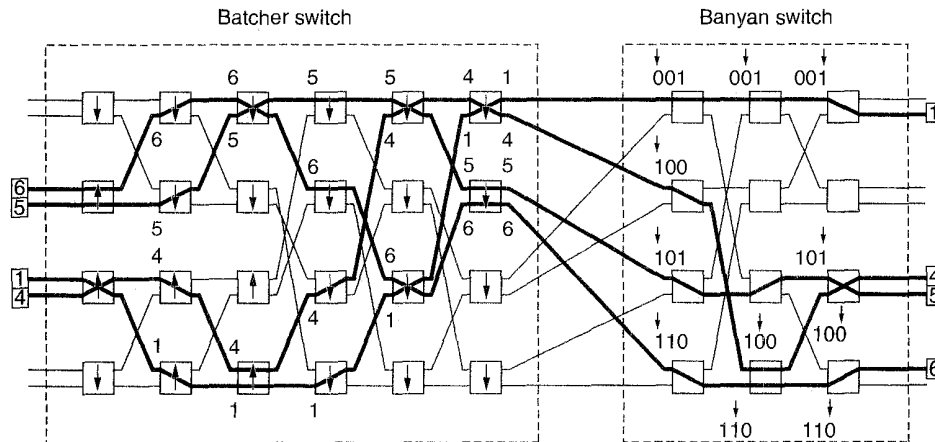 Batcher switch
Banyan switch
6 5 5 4 1
001 001 001
1
6 5 4 1 4
6 6 5 5 100
5
5 6 6
1 4 6 101 101 4
4 5
4 1 110 100 100
1 4
6
1 1
110 110